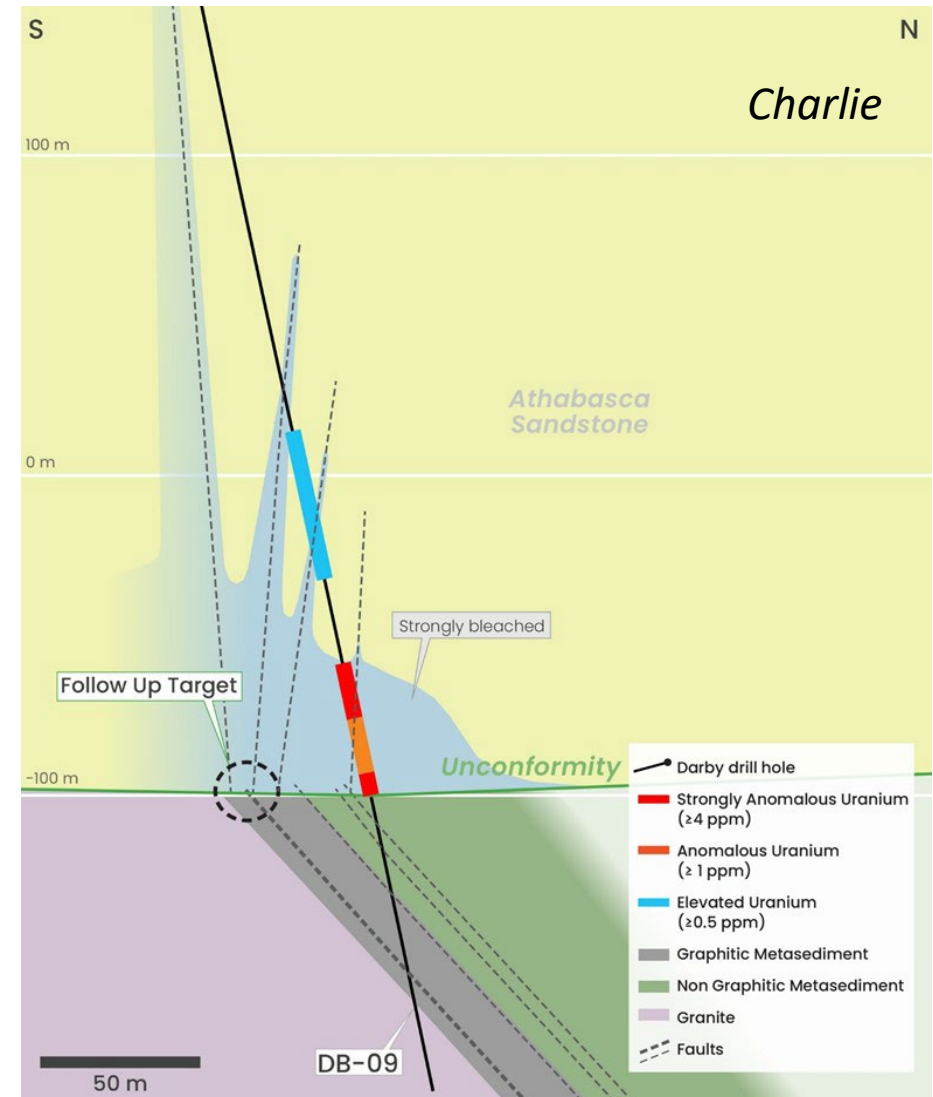 S
N
Charlie
100 m
Athabasca
Sandstone
0 m
Strongly bleached
Follow Up Target
-100 m
Unconformity
Darby drill hole
Strongly Anomalous Uranium
(≥4 ppm)
Anomalous Uranium
(≥ 1 ppm)
Elevated Uranium
(≥0.5 ppm)
Graphitic Metasediment
Non Graphitic Metasediment
Granite
Faults
DB-09
50 m